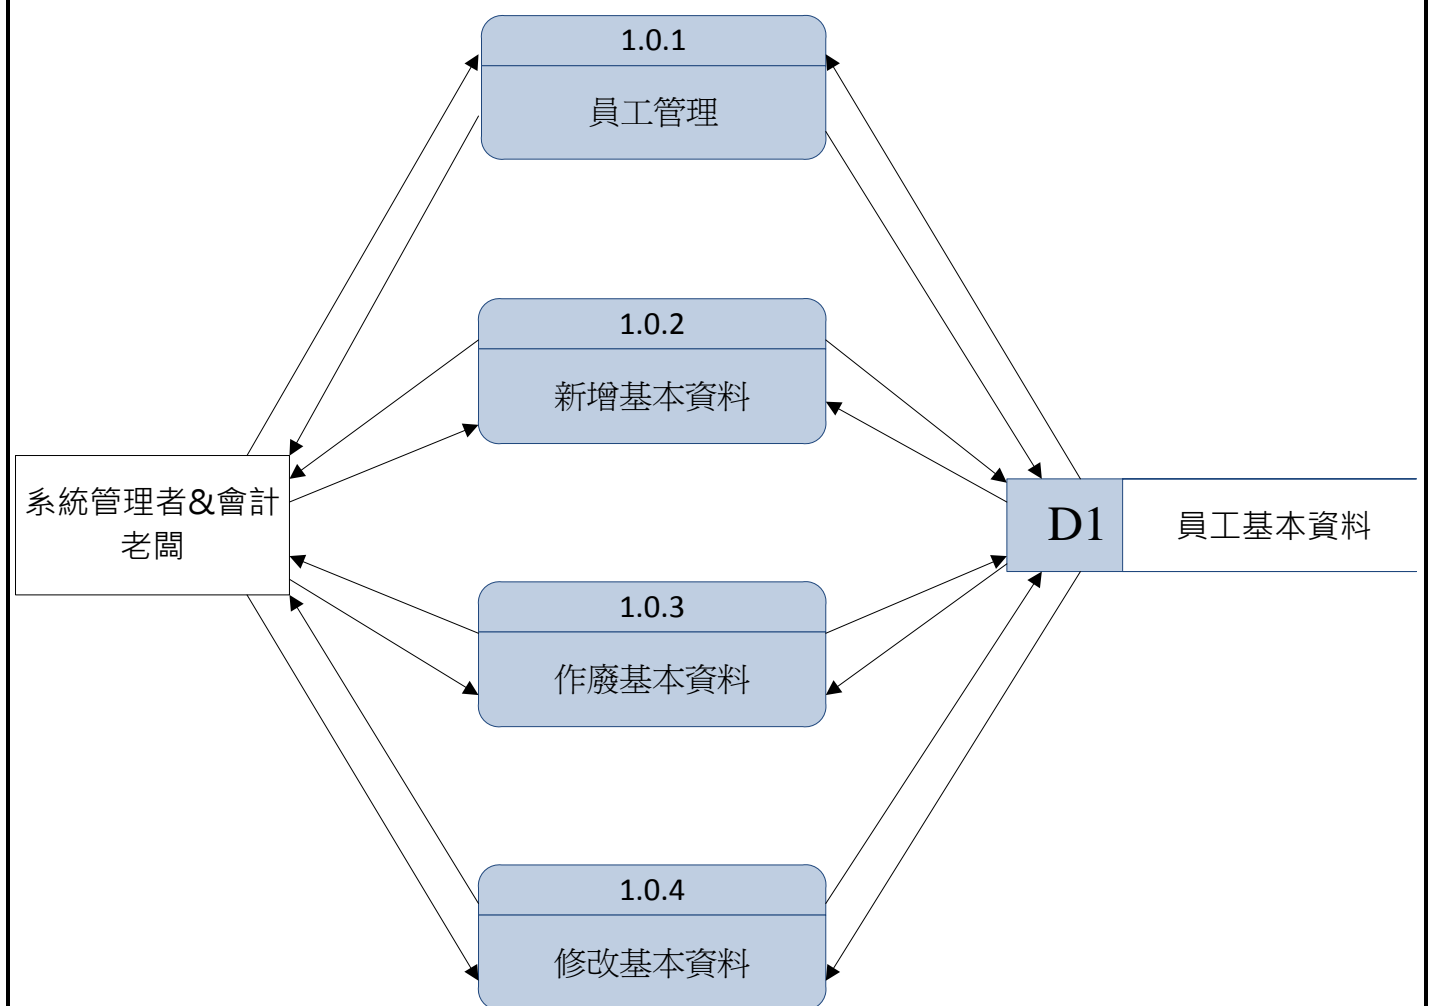 1.0.1
員工管理
1.0.2
新增基本資料
系統管理者&會計
老闆
D1
員工基本資料
1.0.3
作廢基本資料
1.0.4
修改基本資料